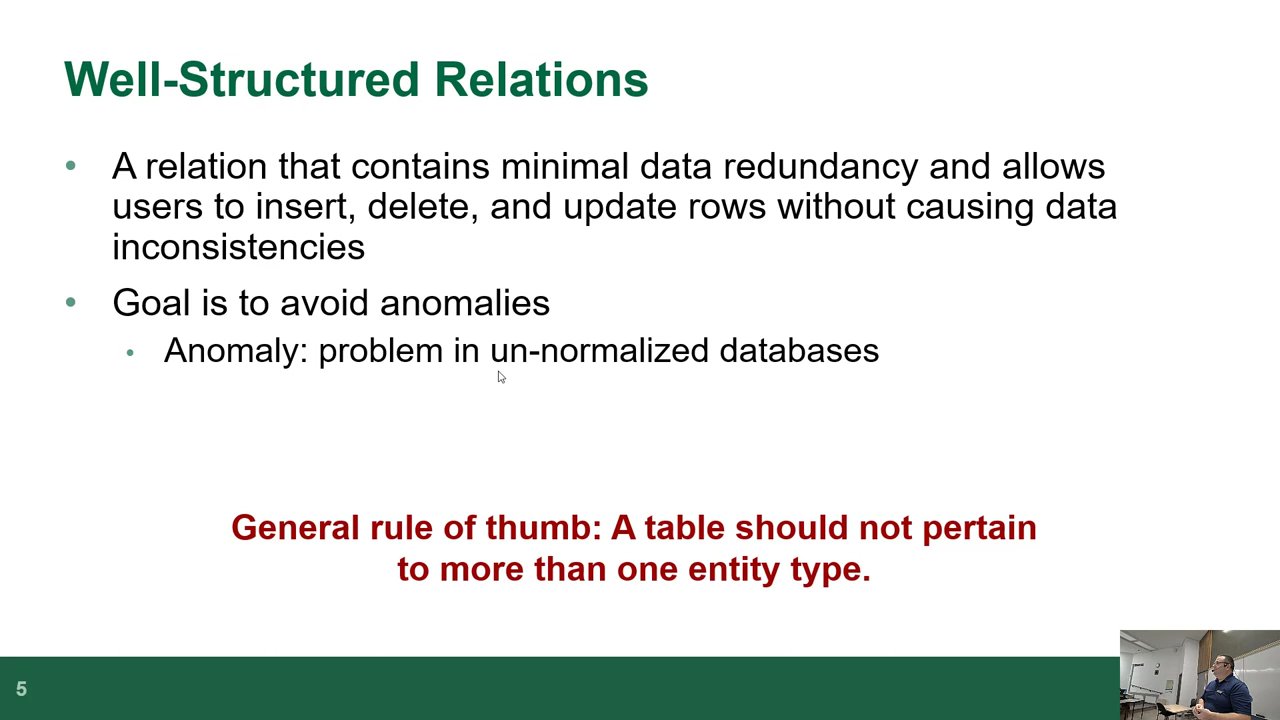 Well-Structured Relations
• A relation that contains minimal data redundancy and allows
users to insert, delete, and update rows without causing data
inconsistencies
• Goal is to avoid anomalies
• Anomaly: problem in un-normalized databases
General rule of thumb: A table should not pertain
to more than one entity type.
5